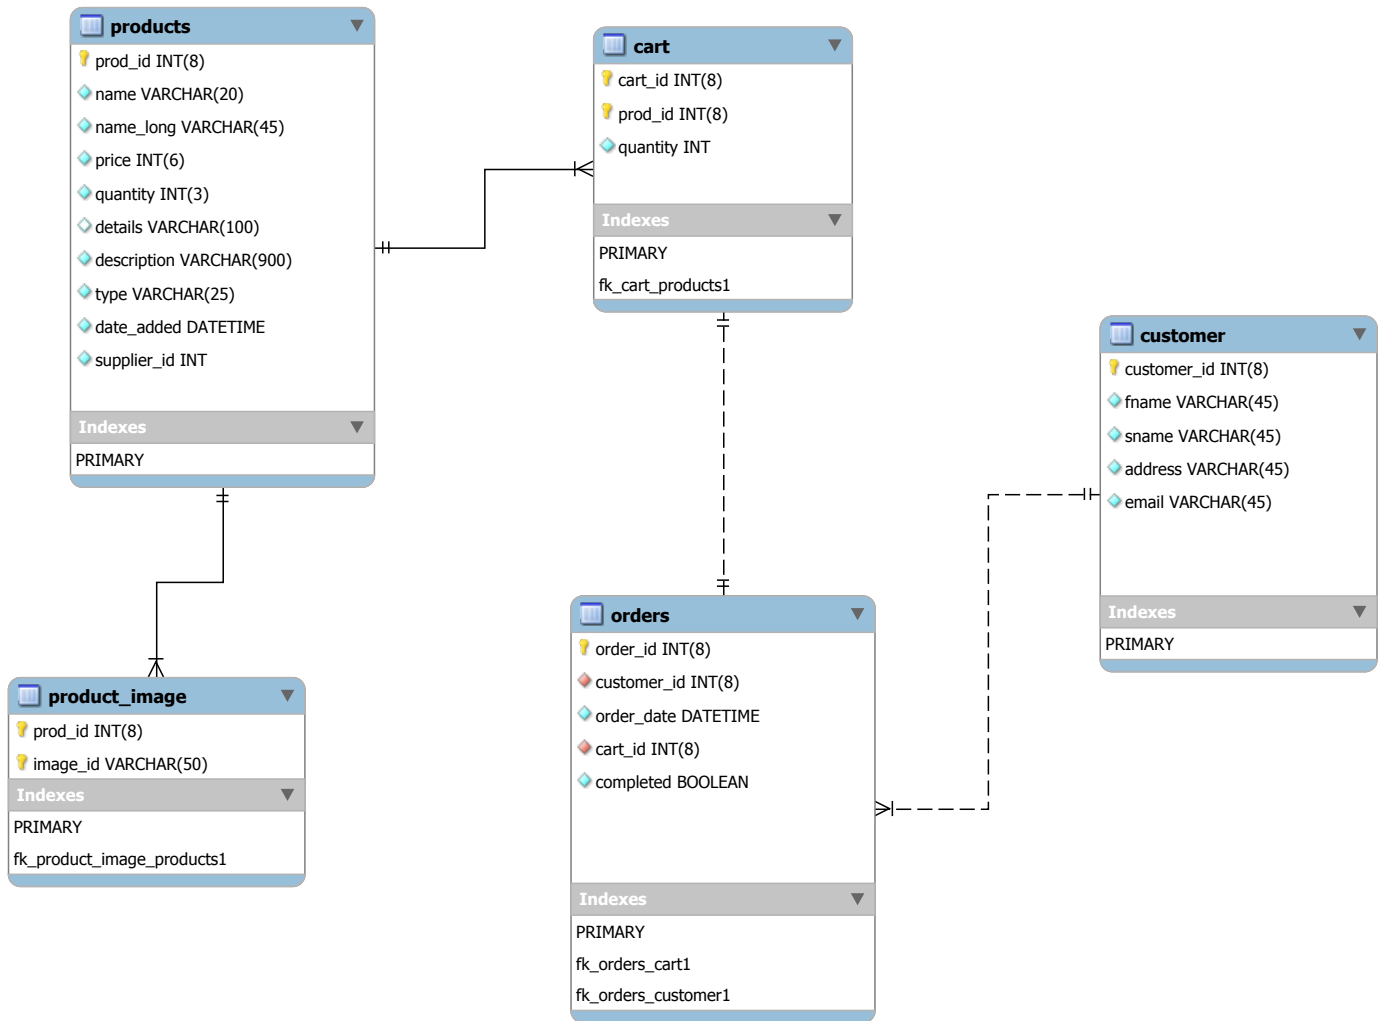 products
prod_id INT(8)
name VARCHAR(20)
name_long VARCHAR(45)
price INT(6)
quantity INT(3)
details VARCHAR(100)
description VARCHAR(900)
type VARCHAR(25)
date_added DATETIME
supplier_id INT
Indexes
PRIMARY
cart
cart_id INT(8)
prod_id INT(8)
quantity INT
Indexes
PRIMARY
fk_cart_products1
customer
customer_id INT(8)
fname VARCHAR(45)
sname VARCHAR(45)
address VARCHAR(45)
email VARCHAR(45)
Indexes
PRIMARY
product_image
prod_id INT(8)
image_id VARCHAR(50)
Indexes
PRIMARY
fk_product_image_products1
orders
order_id INT(8)
customer_id INT(8)
order_date DATETIME
cart_id INT(8)
completed BOOLEAN
Indexes
PRIMARY
fk_orders_cart1
fk_orders_customer1